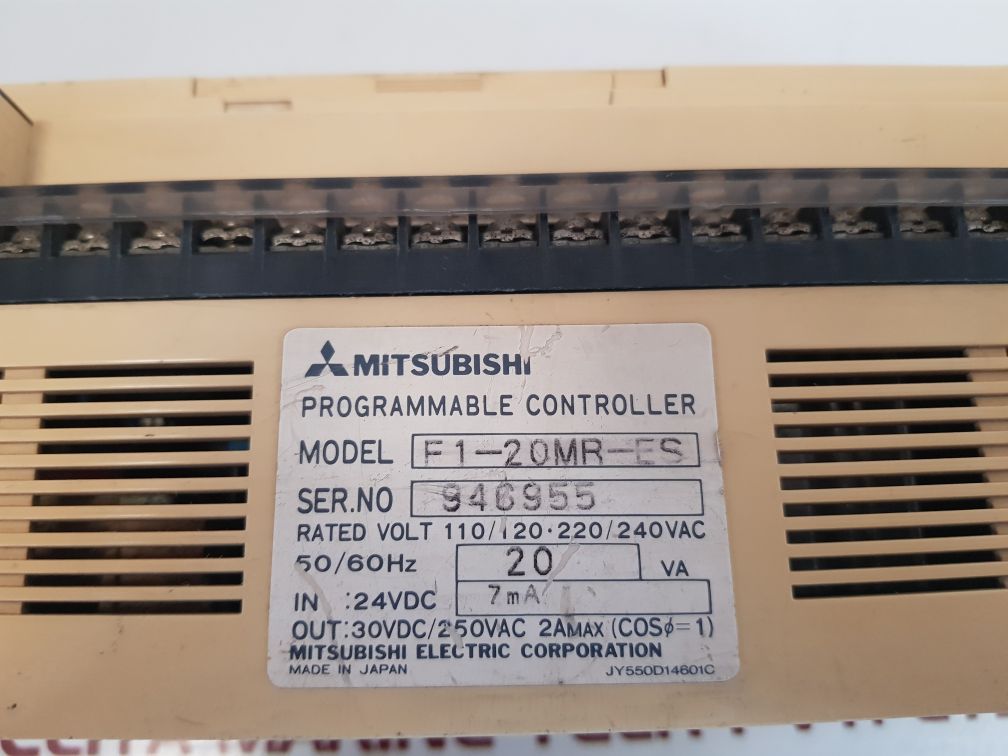 MITSUBISHI
PROGRAMMABLE CONTROLLER
MODEL F1-20MR-ES
SER.NO 946955
RATED VOLT 110/120·220/240VAC
50/60Hz 20 VA
IN :24VDC 7mA
OUT:30VDC/250VAC 2AMAX (COSφ=1)
MITSUBISHI ELECTRIC CORPORATION
MADE IN JAPAN JY550D14601C